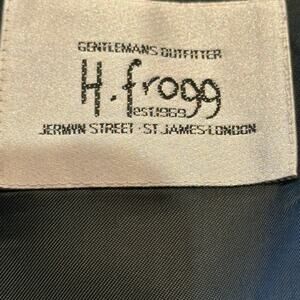 GENTLEMANS OUTFITTER
H.frogg
est.1969
JERMYN STREET · ST.JAMES·LONDON